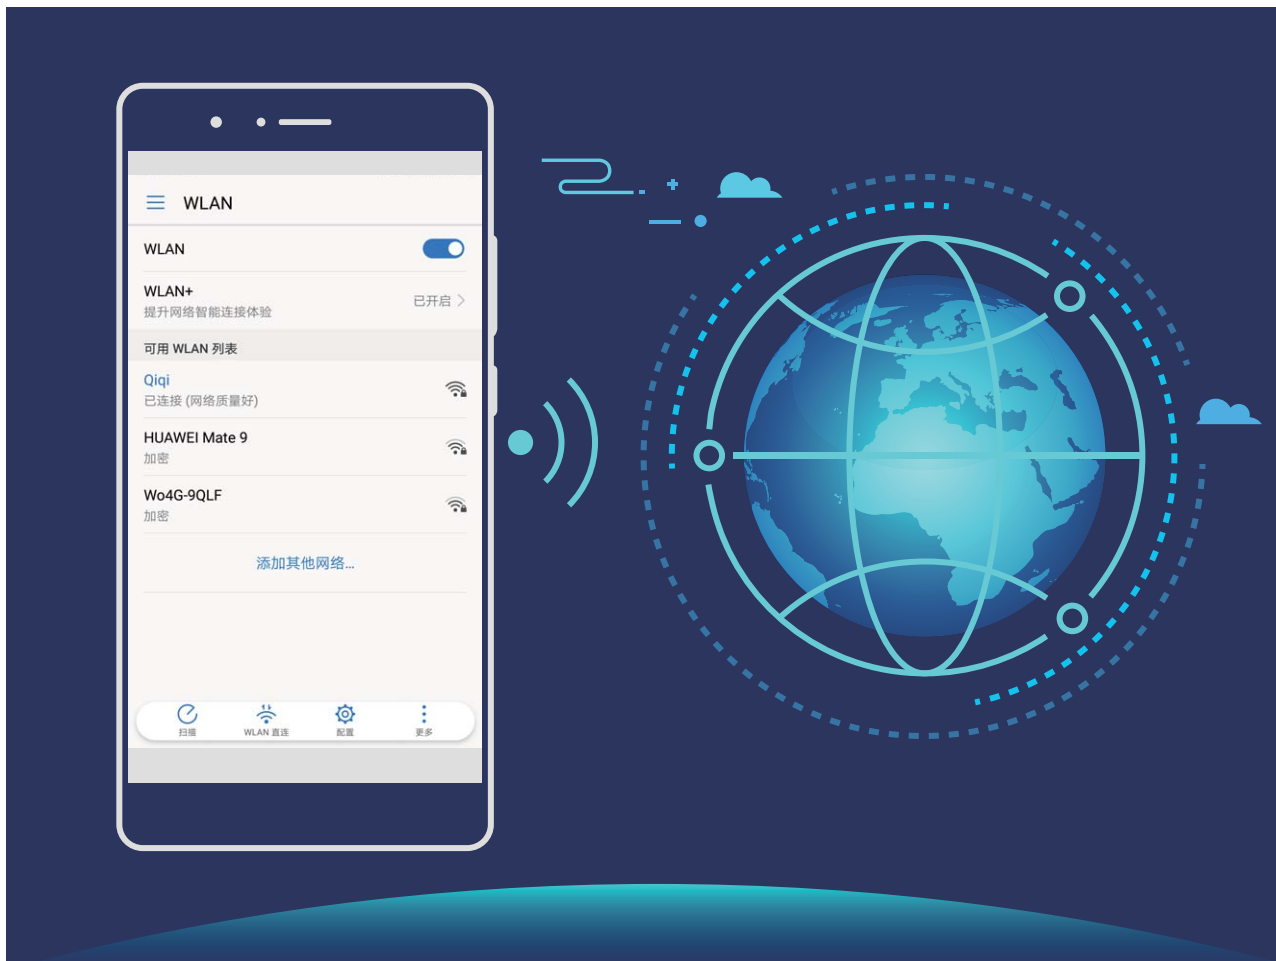 WLAN
WLAN
WLAN+
提升网络智能连接体验
已开启
可用 WLAN 列表
Qiqi
已连接 (网络质量好)
HUAWEI Mate 9
加密
Wo4G-9QLF
加密
添加其他网络...
扫描
WLAN 直连
配置
更多